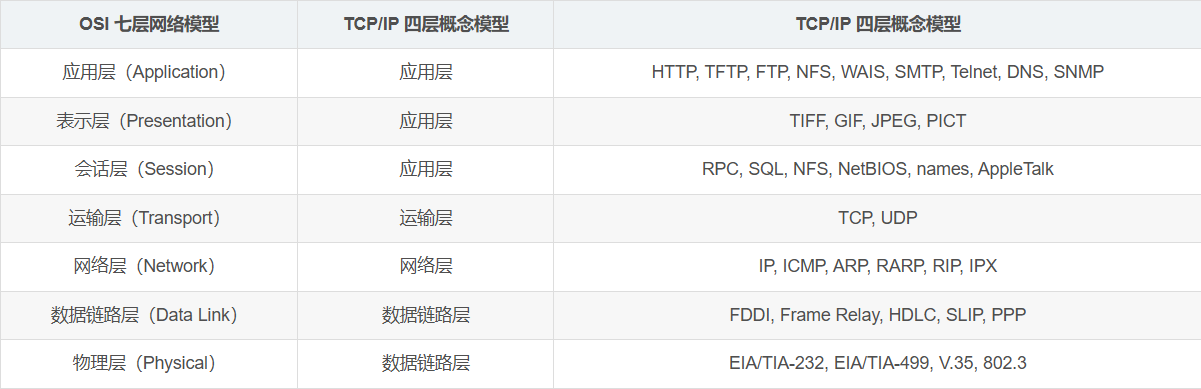 OSI 七层网络模型 TCP/IP 四层概念模型 TCP/IP 四层概念模型
应用层（Application） 应用层 HTTP, TFTP, FTP, NFS, WAIS, SMTP, Telnet, DNS, SNMP
表示层（Presentation） 应用层 TIFF, GIF, JPEG, PICT
会话层（Session） 应用层 RPC, SQL, NFS, NetBIOS, names, AppleTalk
运输层（Transport） 运输层 TCP, UDP
网络层（Network） 网络层 IP, ICMP, ARP, RARP, RIP, IPX
数据链路层（Data Link） 数据链路层 FDDI, Frame Relay, HDLC, SLIP, PPP
物理层（Physical） 数据链路层 EIA/TIA-232, EIA/TIA-499, V.35, 802.3